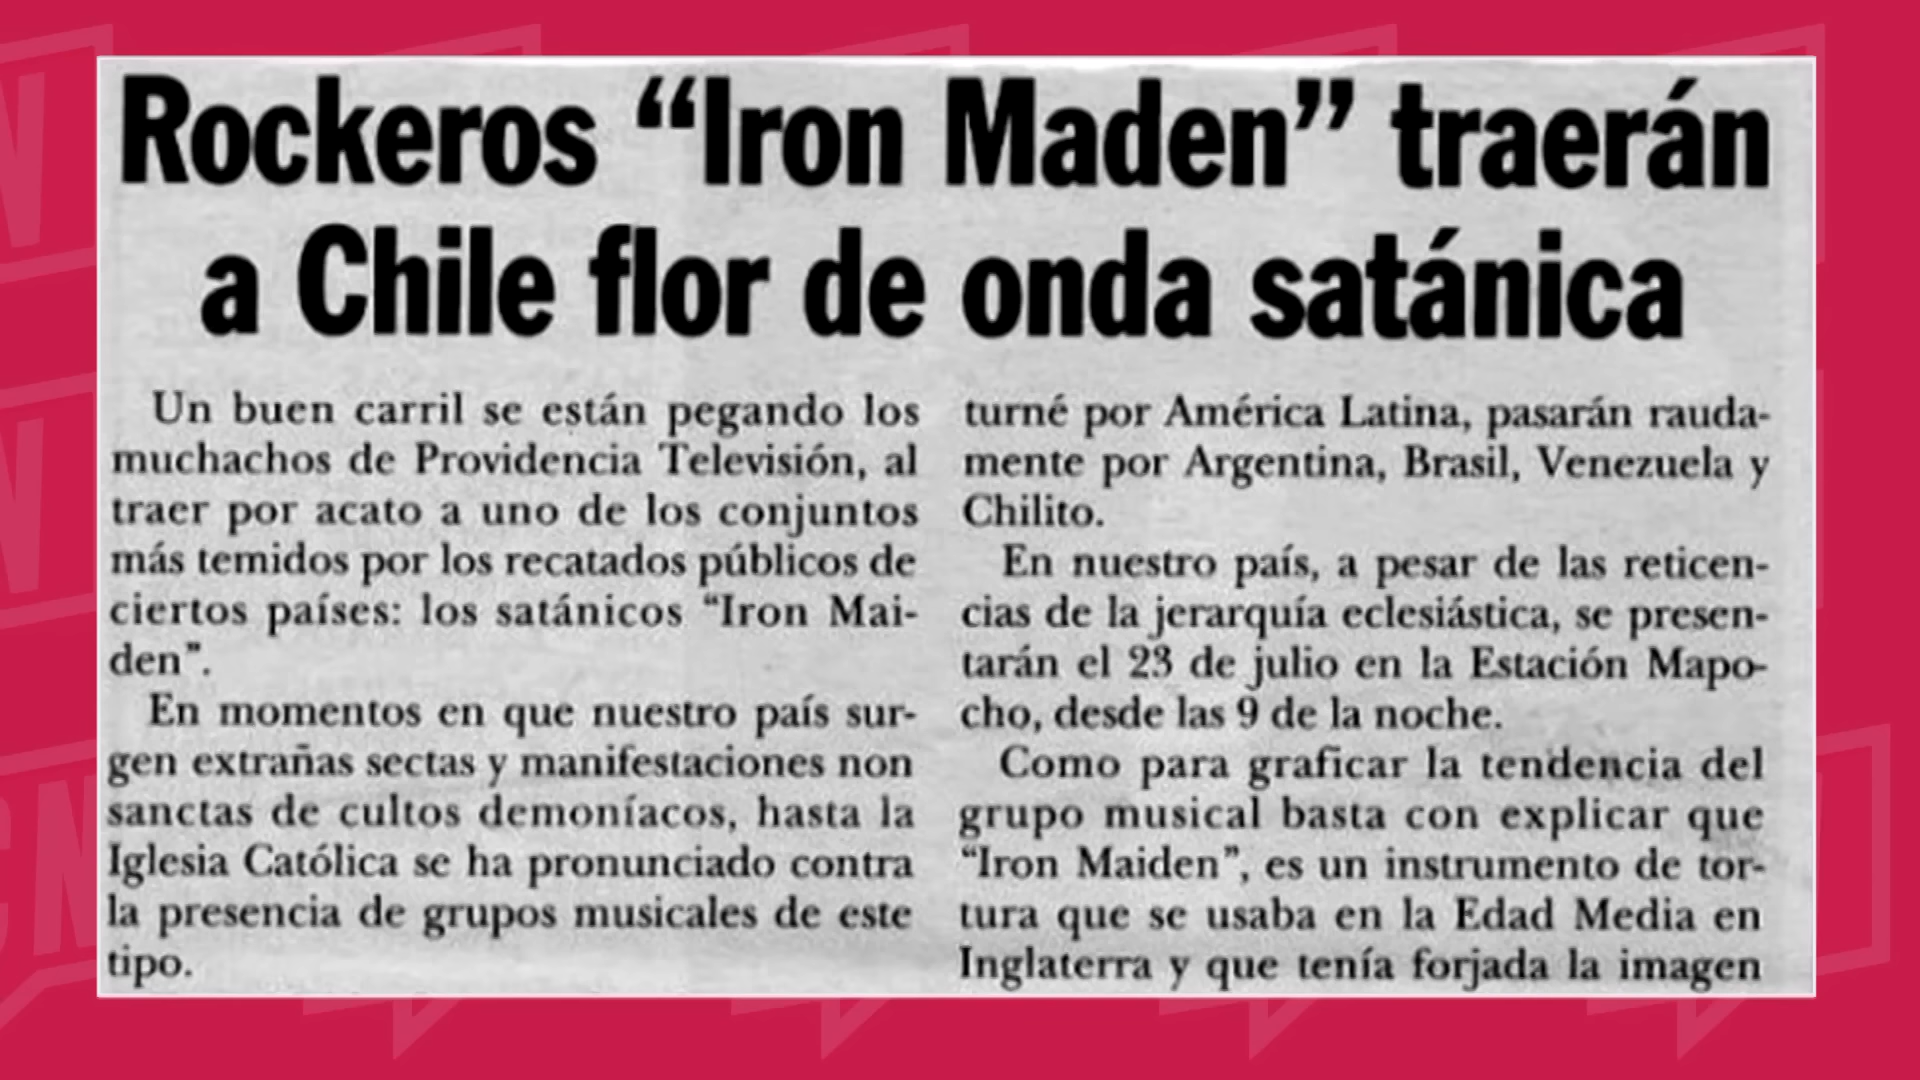 Rockeros “Iron Maden” traerán
a Chile flor de onda satánica
Un buen carril se están pegando los
muchachos de Providencia Televisión, al
traer por acato a uno de los conjuntos
más temidos por los recatados públicos de
ciertos países: los satánicos “Iron Mai-
den”.
En momentos en que nuestro país sur-
gen extrañas sectas y manifestaciones non
sanctas de cultos demoníacos, hasta la
Iglesia Católica se ha pronunciado contra
la presencia de grupos musicales de este
tipo.
turné por América Latina, pasarán rauda-
mente por Argentina, Brasil, Venezuela y
Chilito.
En nuestro país, a pesar de las reticen-
cias de la jerarquía eclesiástica, se presen-
tarán el 23 de julio en la Estación Mapo-
cho, desde las 9 de la noche.
Como para graficar la tendencia del
grupo musical basta con explicar que
“Iron Maiden”, es un instrumento de tor-
tura que se usaba en la Edad Media en
Inglaterra y que tenía forjada la imagen